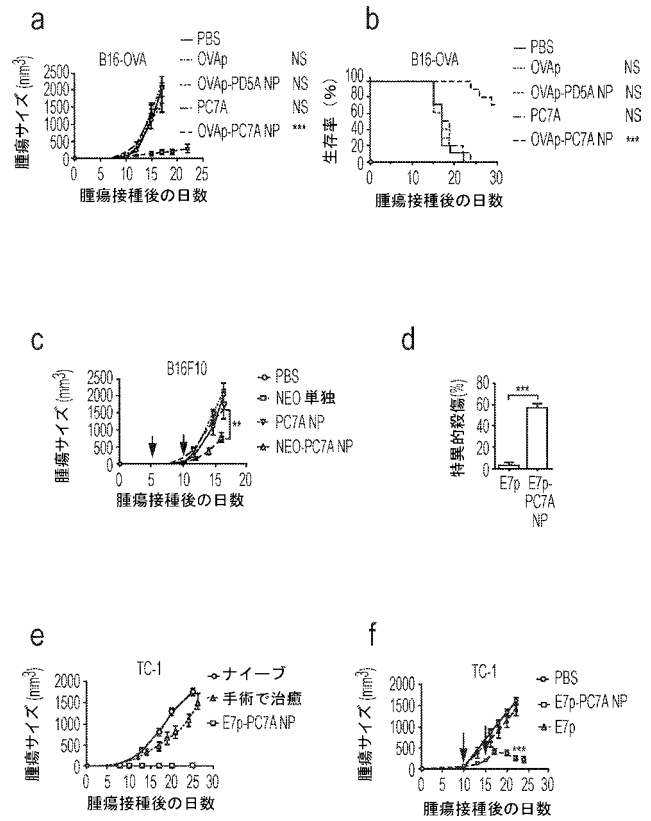 a
B16-OVA
PBS
OVAp NS
OVAp-PD5A NP NS
PC7A NS
OVAp-PC7A NP ***
腫瘍サイズ (mm³)
2500
2000
1500
1000
500
0
0 5 10 15 20 25
腫瘍接種後の日数
b
B16-OVA
PBS
OVAp NS
OVAp-PD5A NP NS
PC7A NS
OVAp-PC7A NP ***
生存率 (%)
100
80
60
40
20
0
0 10 20 30
腫瘍接種後の日数
c
B16F10
PBS
NEO 単独
PC7A NP
NEO-PC7A NP
**
腫瘍サイズ (mm³)
2500
2000
1500
1000
500
0
0 5 10 15 20
腫瘍接種後の日数
d
***
特異的殺傷(%)
80
60
40
20
0
E7p
E7p-
PC7A
NP
e
TC-1
ナイーブ
手術で治癒
E7p-PC7A NP
腫瘍サイズ (mm³)
2000
1500
1000
500
0
0 5 10 15 20 25 30
腫瘍接種後の日数
f
TC-1
PBS
E7p-PC7A NP
E7p
***
腫瘍サイズ (mm³)
2000
1500
1000
500
0
0 5 10 15 20 25 30
腫瘍接種後の日数